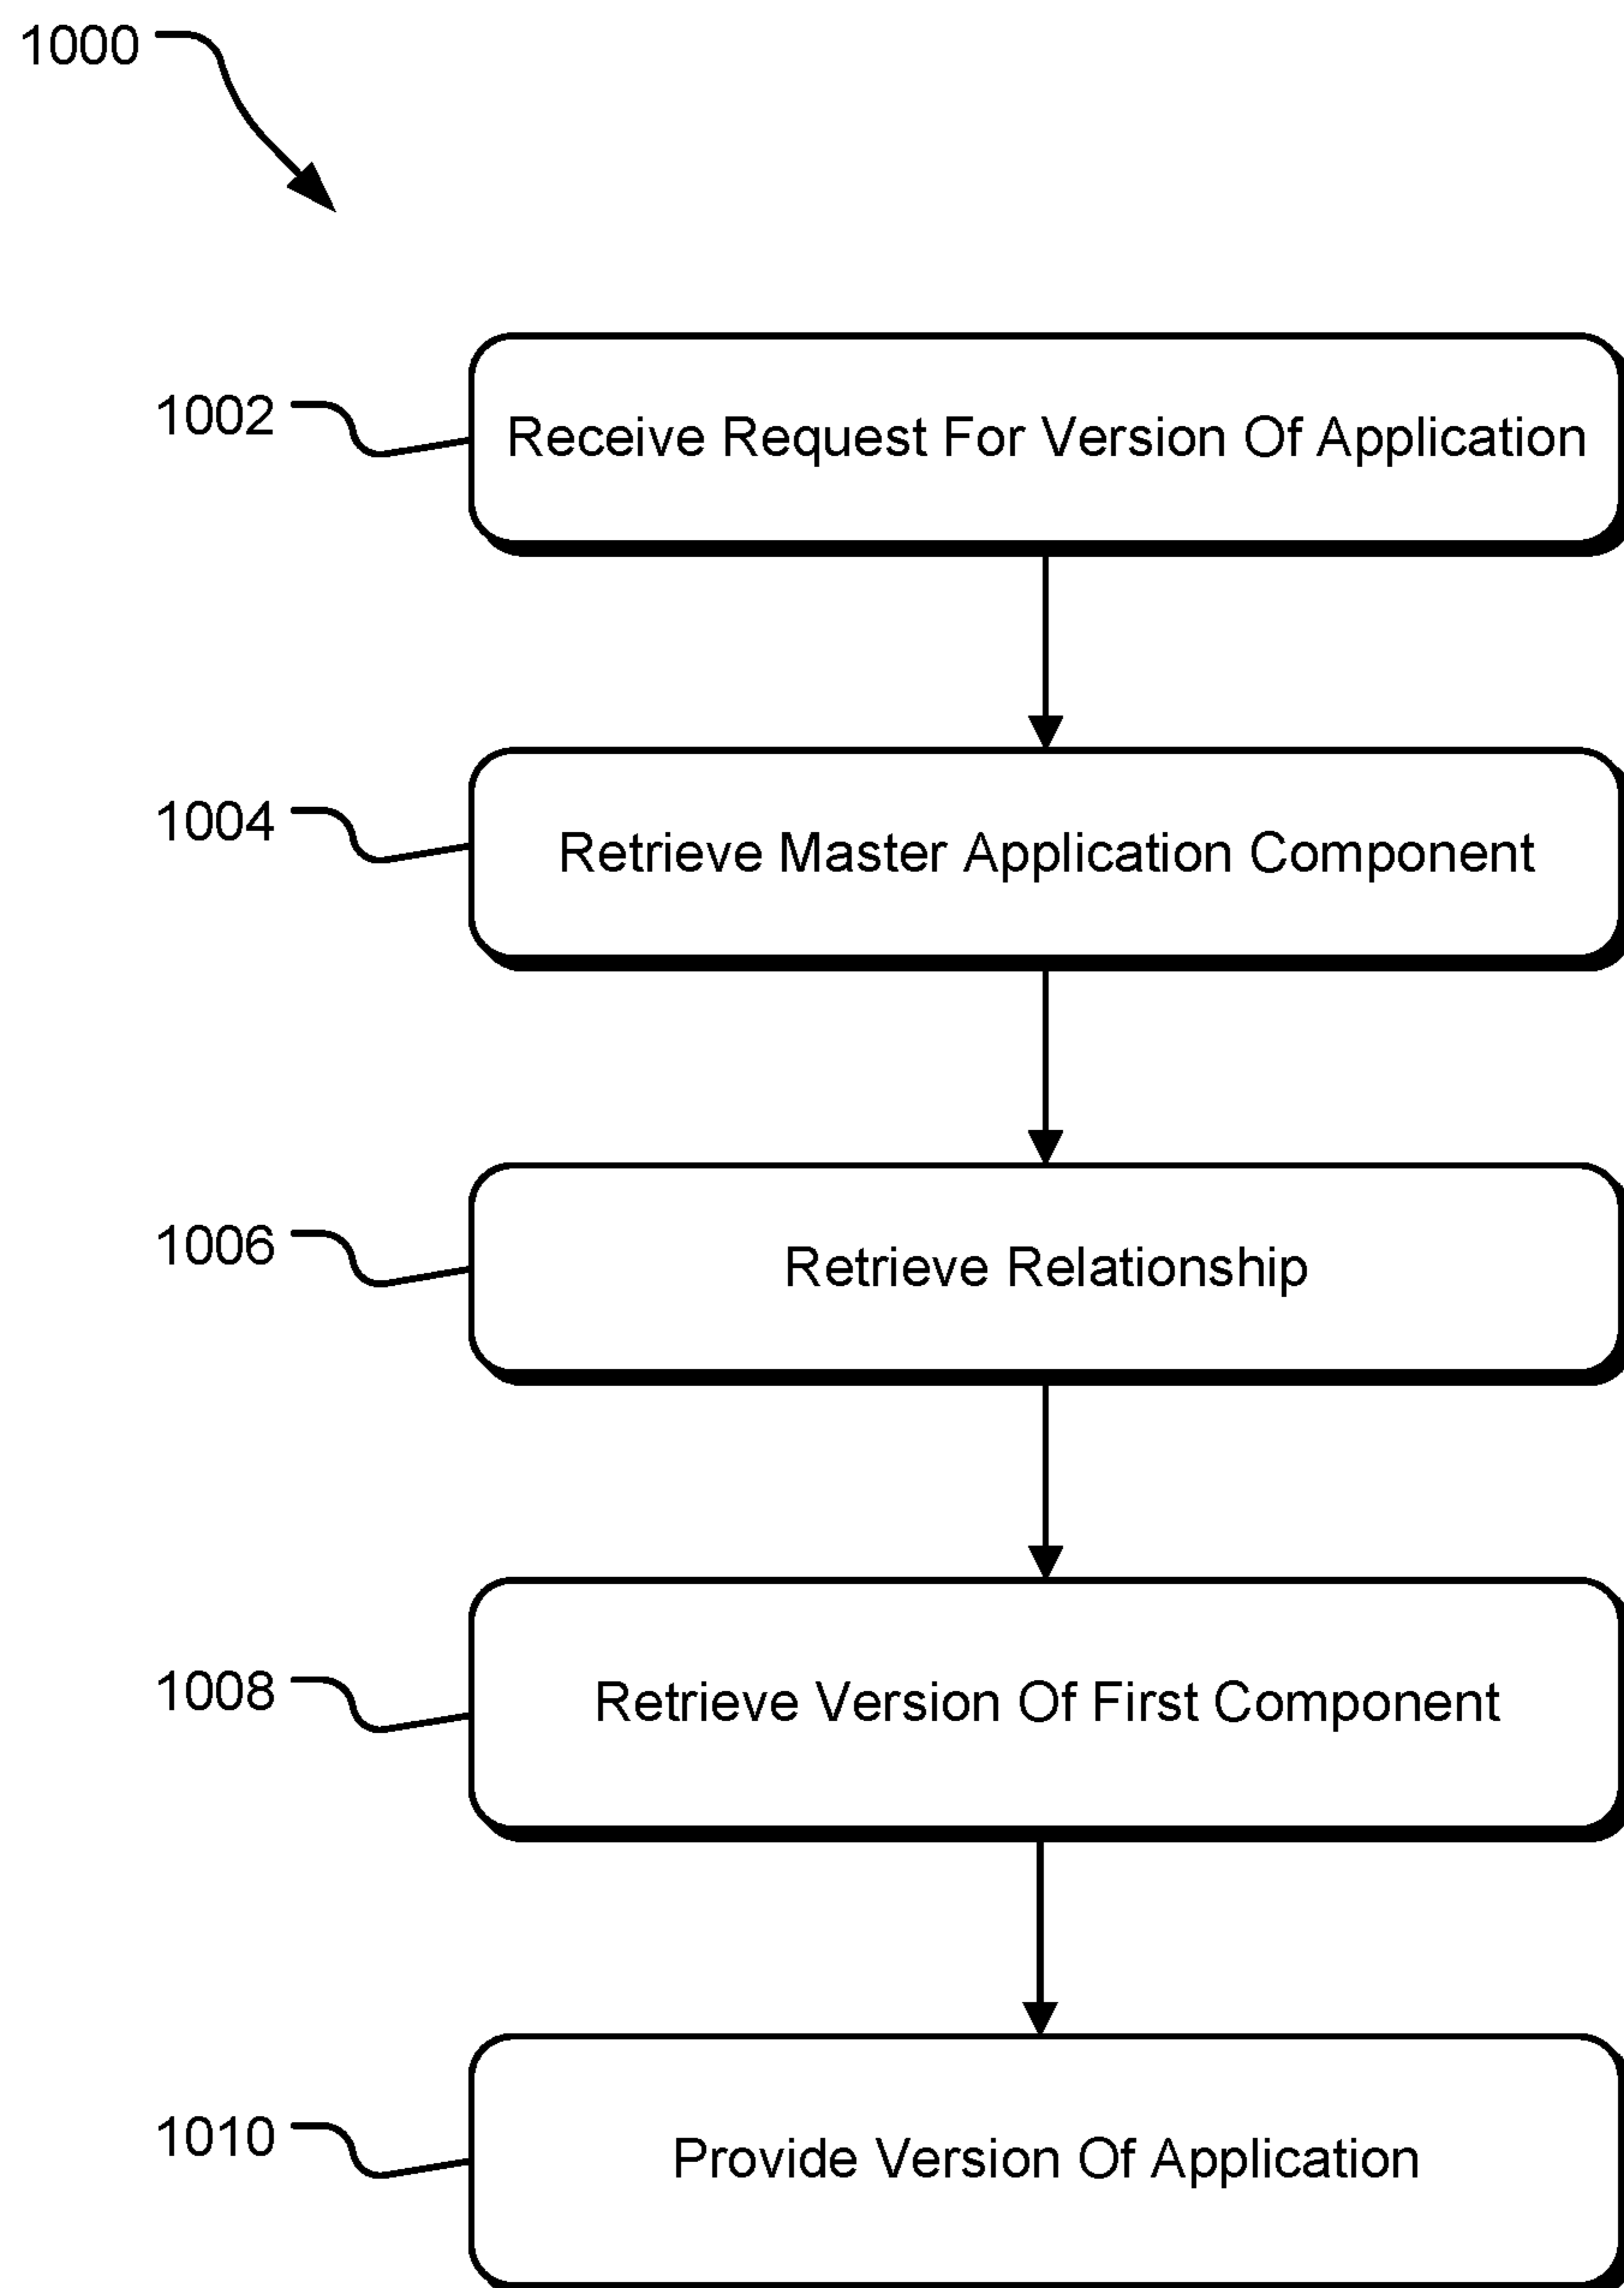 1000
1002
Receive Request For Version Of Application
1004
Retrieve Master Application Component
1006
Retrieve Relationship
1008
Retrieve Version Of First Component
1010
Provide Version Of Application